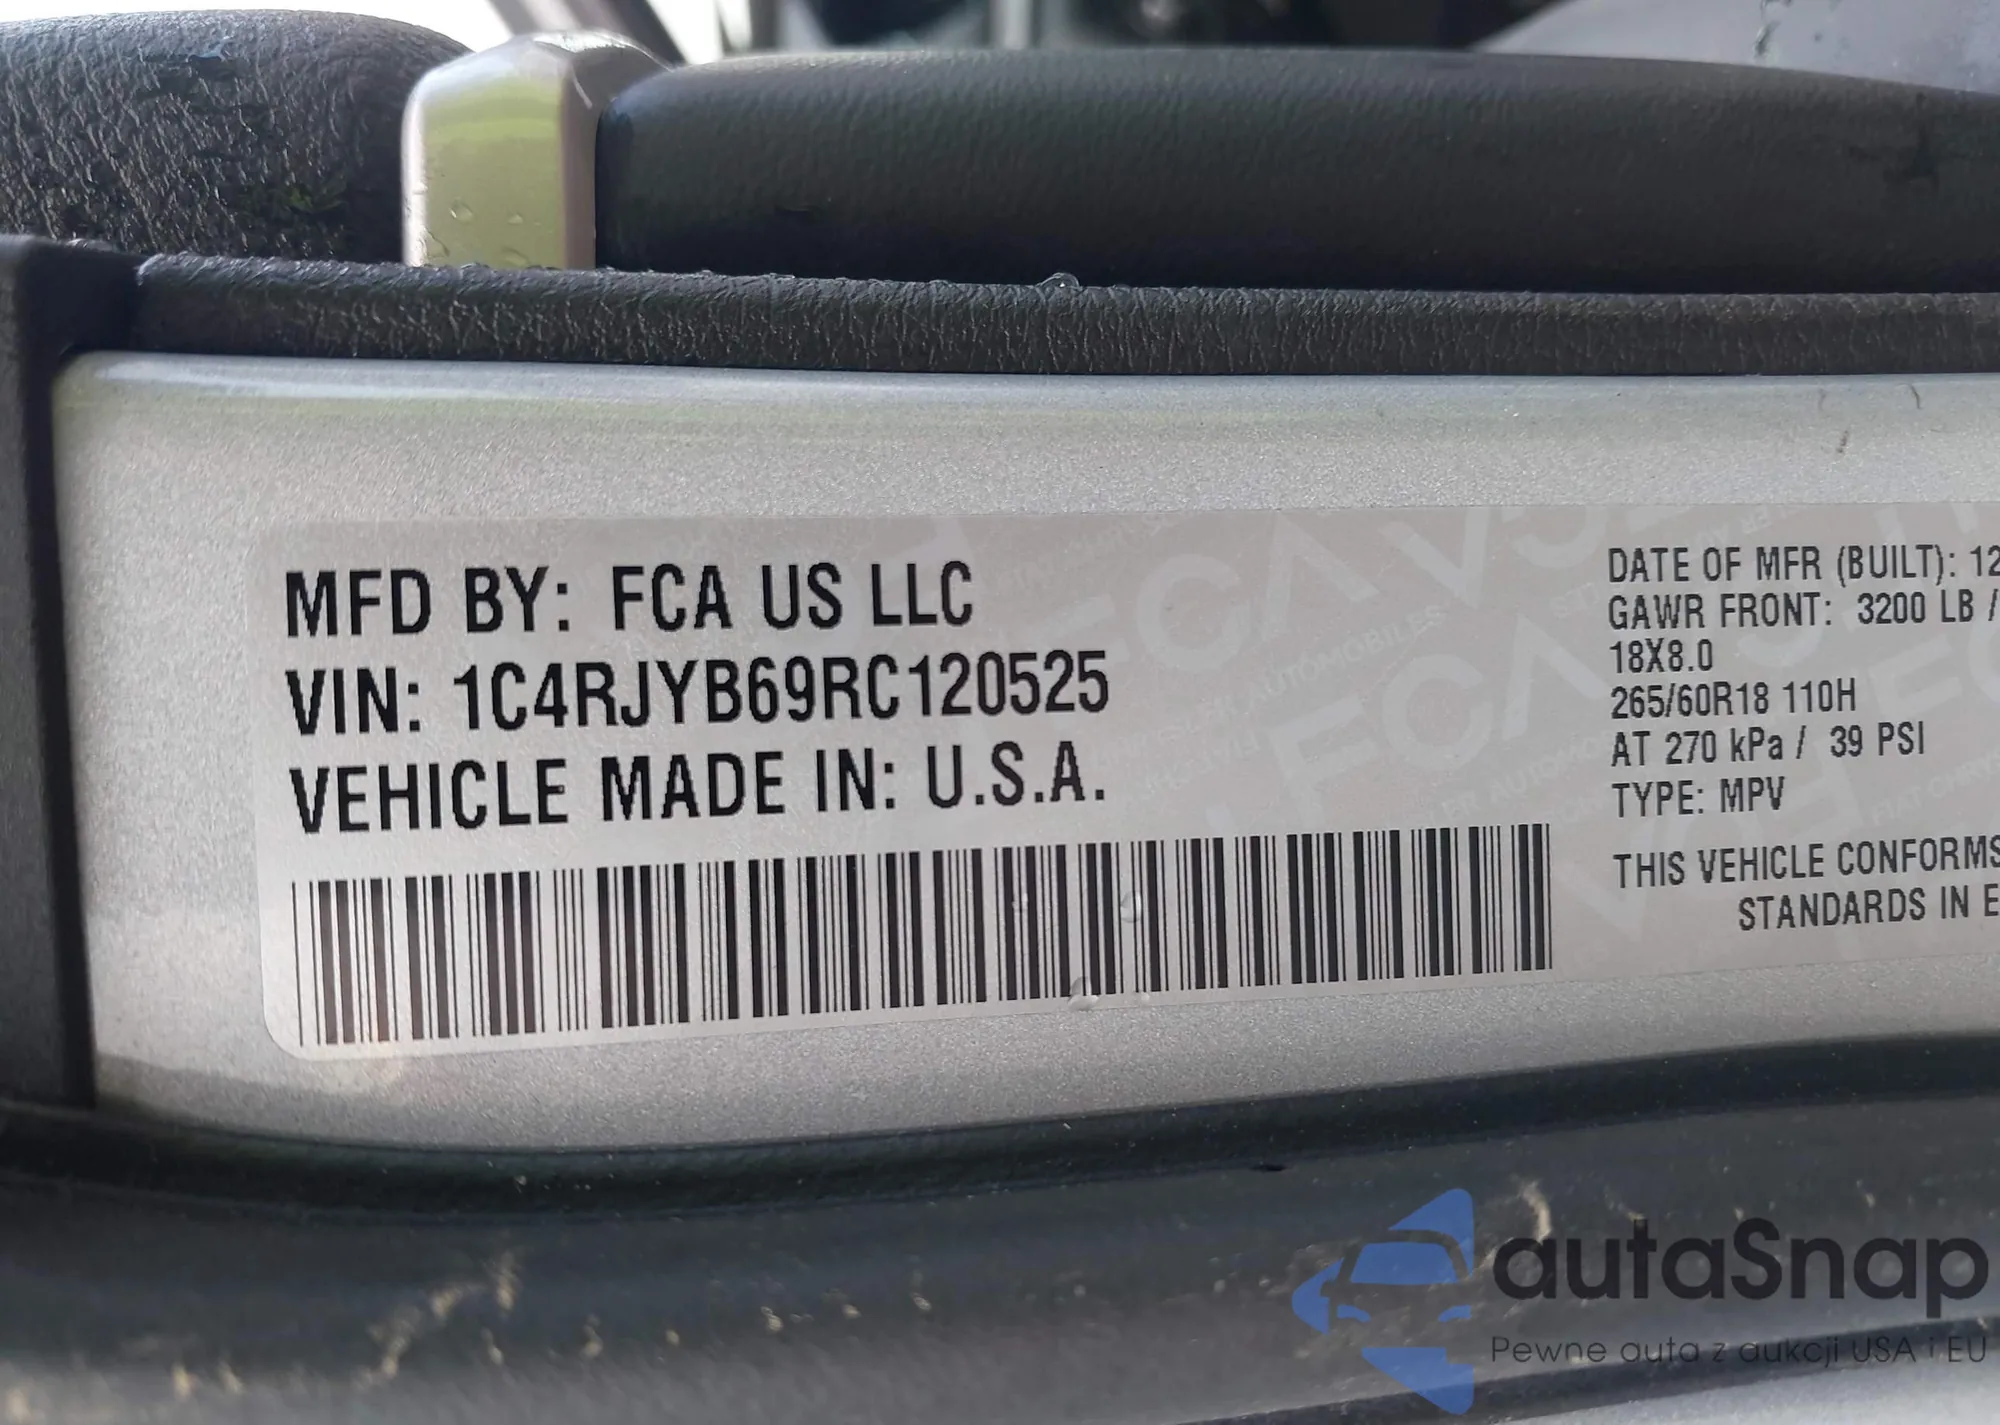 MFD BY: FCA US LLC
VIN: 1C4RJYB69RC120525
VEHICLE MADE IN: U.S.A.
DATE OF MFR (BUILT): 12
GAWR FRONT: 3200 LB /
18X8.0
265/60R18 110H
AT 270 kPa / 39 PSI
TYPE: MPV
THIS VEHICLE CONFORMS
STANDARDS IN E
autaSnap
Pewne auta z aukcji USA i EU